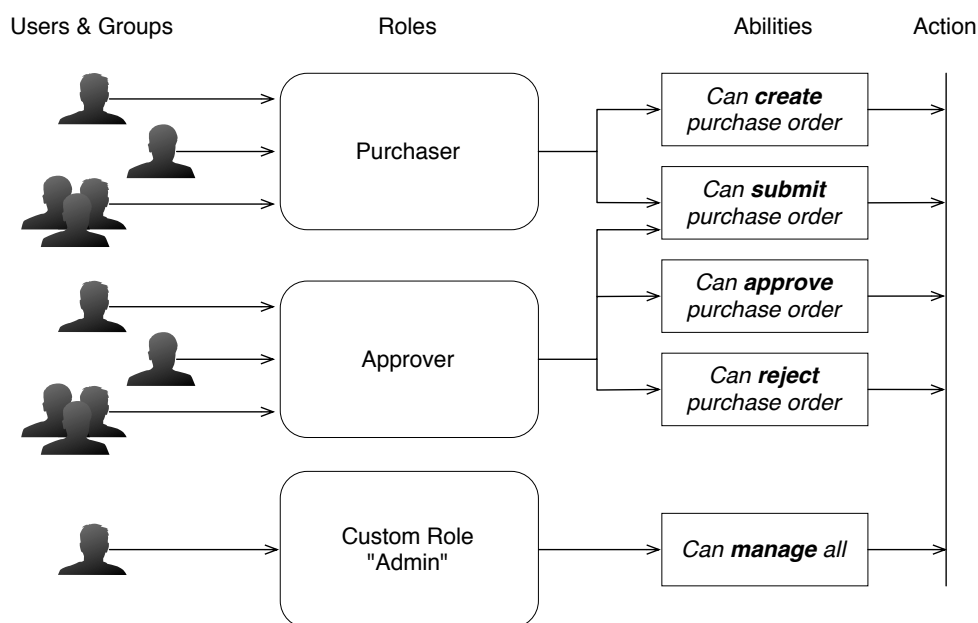 Users & Groups
Roles
Abilities
Action
Purchaser
Can create
purchase order
Can submit
purchase order
Approver
Can approve
purchase order
Can reject
purchase order
Custom Role
"Admin"
Can manage all